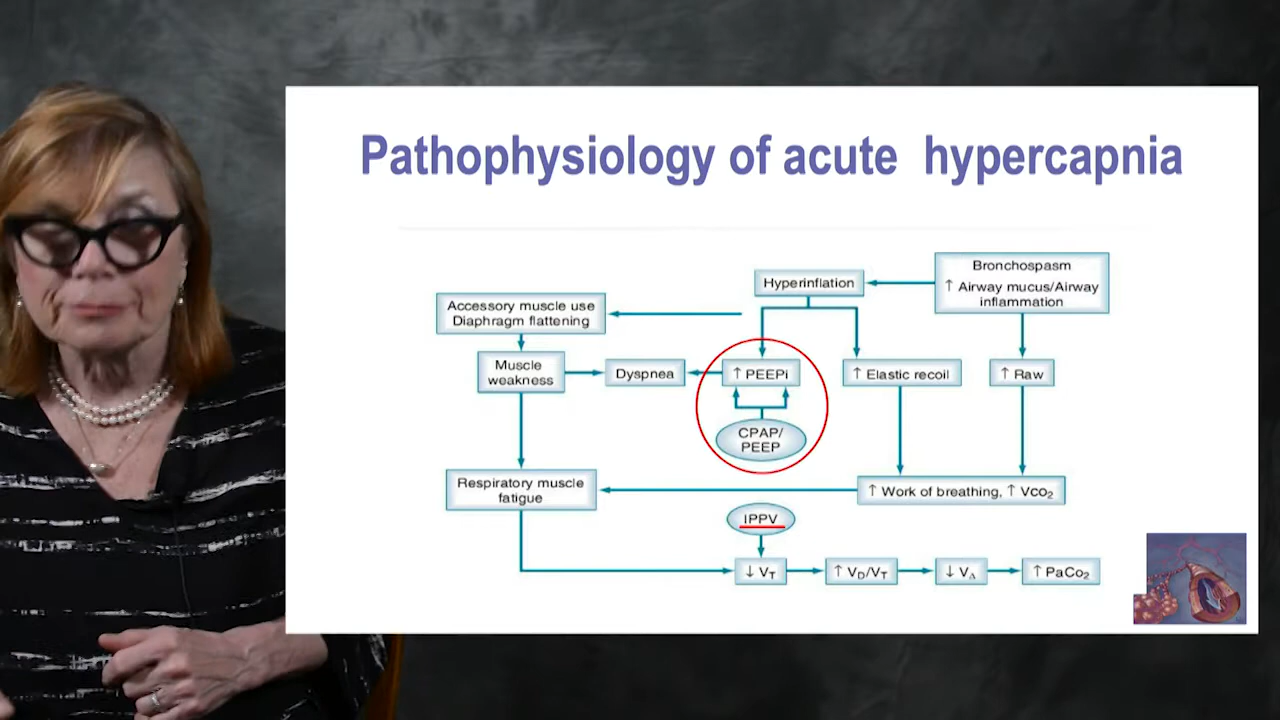 Pathophysiology of acute hypercapnia
Bronchospasm
↑ Airway mucus/Airway
inflammation
Hyperinflation
Accessory muscle use
Diaphragm flattening
Muscle
weakness
Dyspnea
↑ PEEPi
↑ Elastic recoil
↑ Raw
CPAP/
PEEP
Respiratory muscle
fatigue
↑ Work of breathing, ↑ VCO₂
IPPV
↓ VT
↑ VD/VT
↓ VA
↑ PaCO₂